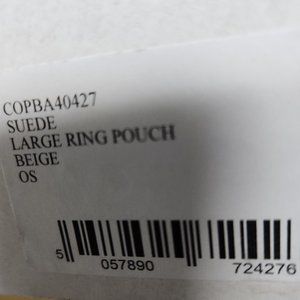 COPBA40427
SUEDE
LARGE RING POUCH
BEIGE
OS
5 057890 724276